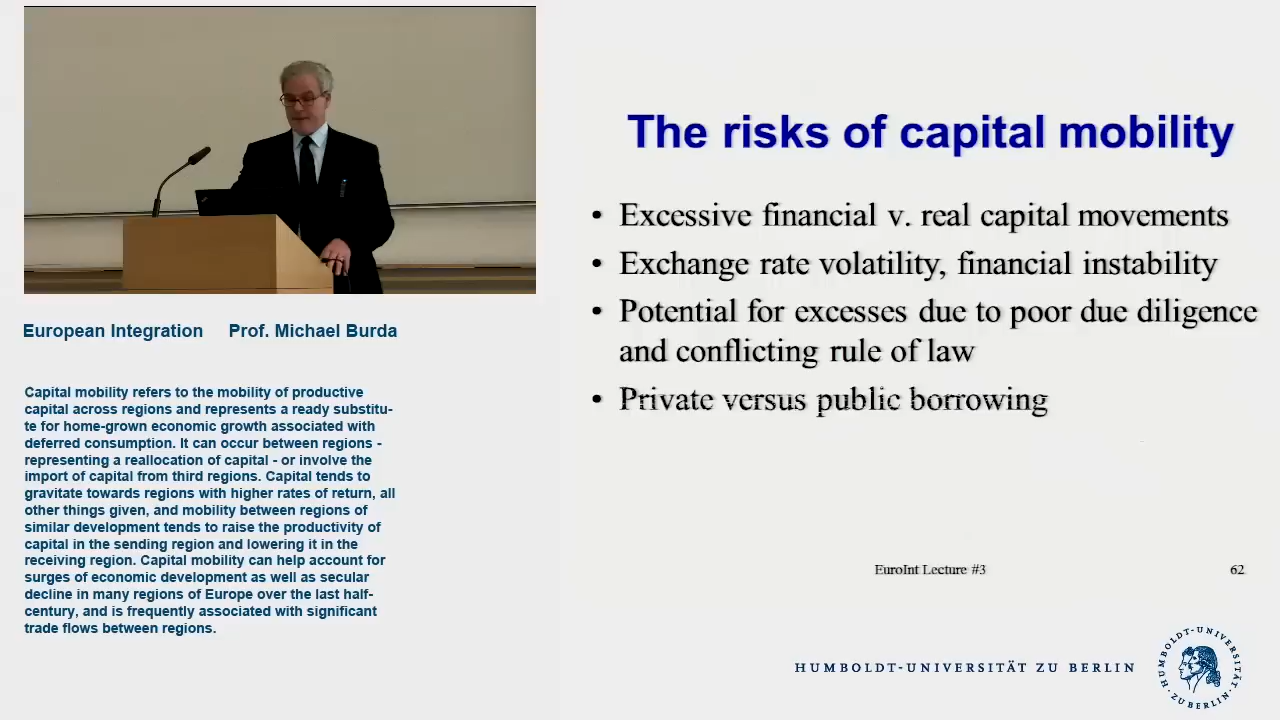 The risks of capital mobility
• Excessive financial v. real capital movements
• Exchange rate volatility, financial instability
• Potential for excesses due to poor due diligence
and conflicting rule of law
• Private versus public borrowing
EuroInt Lecture #3 62
European Integration Prof. Michael Burda
Capital mobility refers to the mobility of productive
capital across regions and represents a ready substitu-
te for home-grown economic growth associated with
deferred consumption. It can occur between regions -
representing a reallocation of capital - or involve the
import of capital from third regions. Capital tends to
gravitate towards regions with higher rates of return, all
other things given, and mobility between regions of
similar development tends to raise the productivity of
capital in the sending region and lowering it in the
receiving region. Capital mobility can help account for
surges of economic development as well as secular
decline in many regions of Europe over the last half-
century, and is frequently associated with significant
trade flows between regions.
HUMBOLDT-UNIVERSITÄT ZU BERLIN
HUMBOLDT-UNIVERSITÄT · ZU BERLIN ·